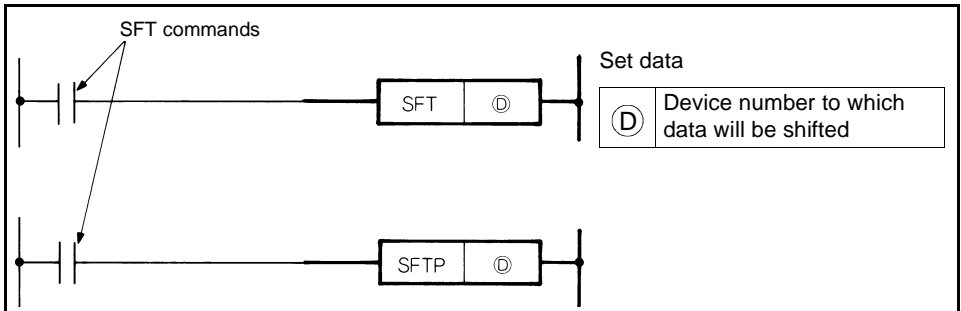 SFT commands
SFT Ⓓ
Set data
Ⓓ Device number to which
data will be shifted
SFTP Ⓓ